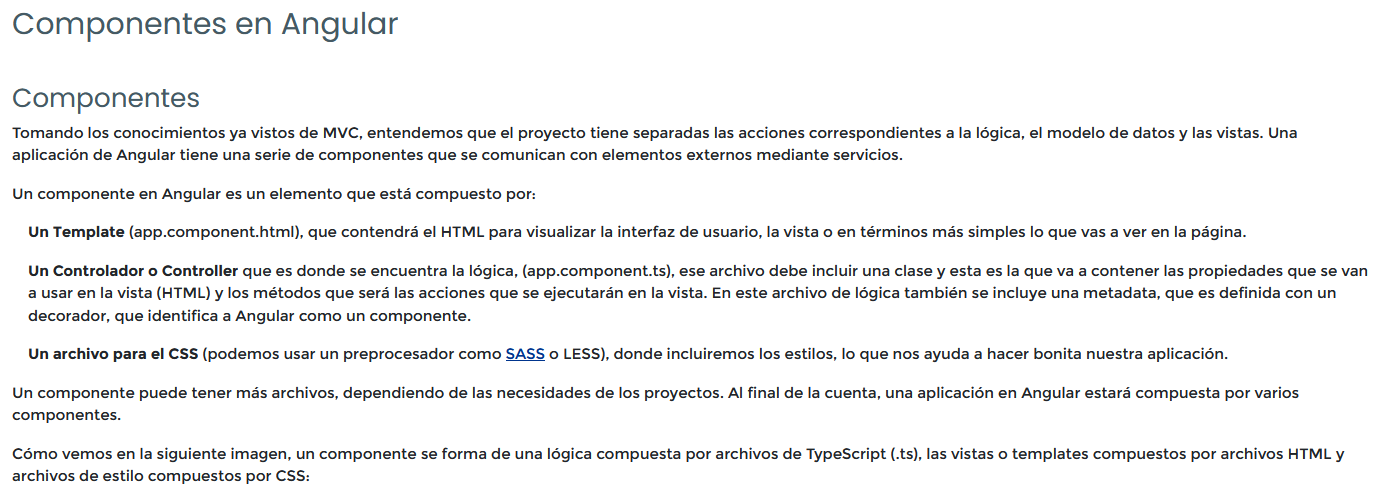 Componentes en Angular
Componentes
Tomando los conocimientos ya vistos de MVC, entendemos que el proyecto tiene separadas las acciones correspondientes a la lógica, el modelo de datos y las vistas. Una
aplicación de Angular tiene una serie de componentes que se comunican con elementos externos mediante servicios.
Un componente en Angular es un elemento que está compuesto por:
Un Template (app.component.html), que contendrá el HTML para visualizar la interfaz de usuario, la vista o en términos más simples lo que vas a ver en la página.
Un Controlador o Controller que es donde se encuentra la lógica, (app.component.ts), ese archivo debe incluir una clase y esta es la que va a contener las propiedades que se van
a usar en la vista (HTML) y los métodos que será las acciones que se ejecutarán en la vista. En este archivo de lógica también se incluye una metadata, que es definida con un
decorador, que identifica a Angular como un componente.
Un archivo para el CSS (podemos usar un preprocesador como SASS o LESS), donde incluiremos los estilos, lo que nos ayuda a hacer bonita nuestra aplicación.
Un componente puede tener más archivos, dependiendo de las necesidades de los proyectos. Al final de la cuenta, una aplicación en Angular estará compuesta por varios
componentes.
Cómo vemos en la siguiente imagen, un componente se forma de una lógica compuesta por archivos de TypeScript (.ts), las vistas o templates compuestos por archivos HTML y
archivos de estilo compuestos por CSS: